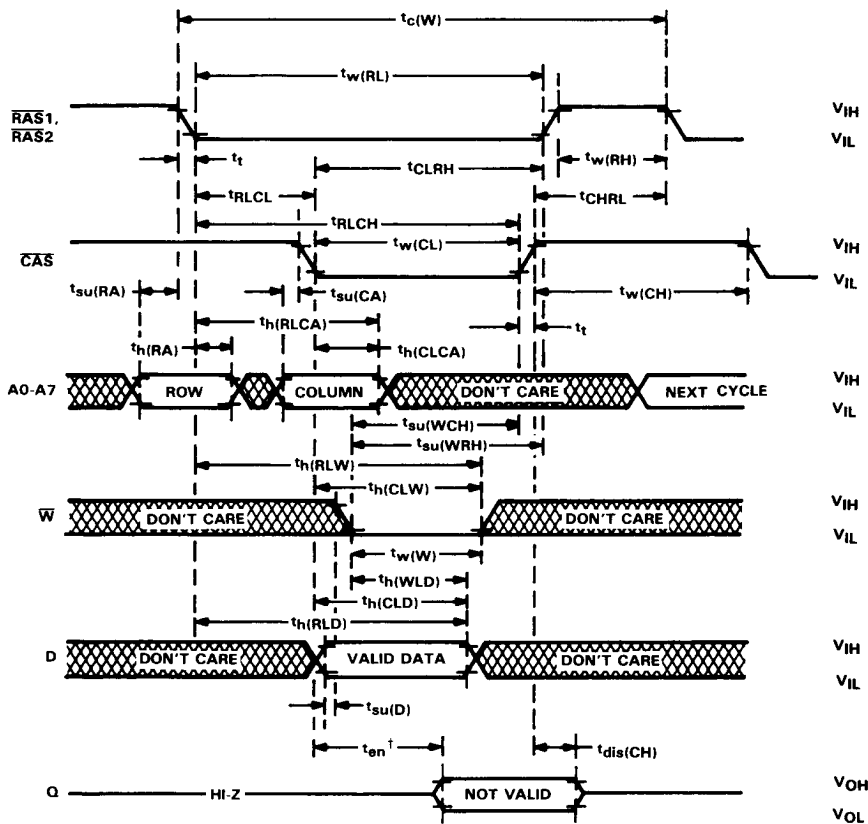 tc(W)
tw(RL)
RAS1,
RAS2
VIH
VIL
tt
tw(RH)
tCLRH
tRLCL
tCHRL
tRLCH
CAS
tw(CL)
VIH
VIL
tsu(RA)
tsu(CA)
tw(CH)
th(RLCA)
tt
th(RA)
th(CLCA)
A0-A7
ROW
COLUMN
DON'T CARE
NEXT CYCLE
VIH
VIL
tsu(WCH)
tsu(WRH)
th(RLW)
th(CLW)
W
DON'T CARE
DON'T CARE
VIH
VIL
tw(W)
th(WLD)
th(CLD)
th(RLD)
D
DON'T CARE
VALID DATA
DON'T CARE
VIH
VIL
tsu(D)
ten†
tdis(CH)
Q
HI-Z
NOT VALID
VOH
VOL